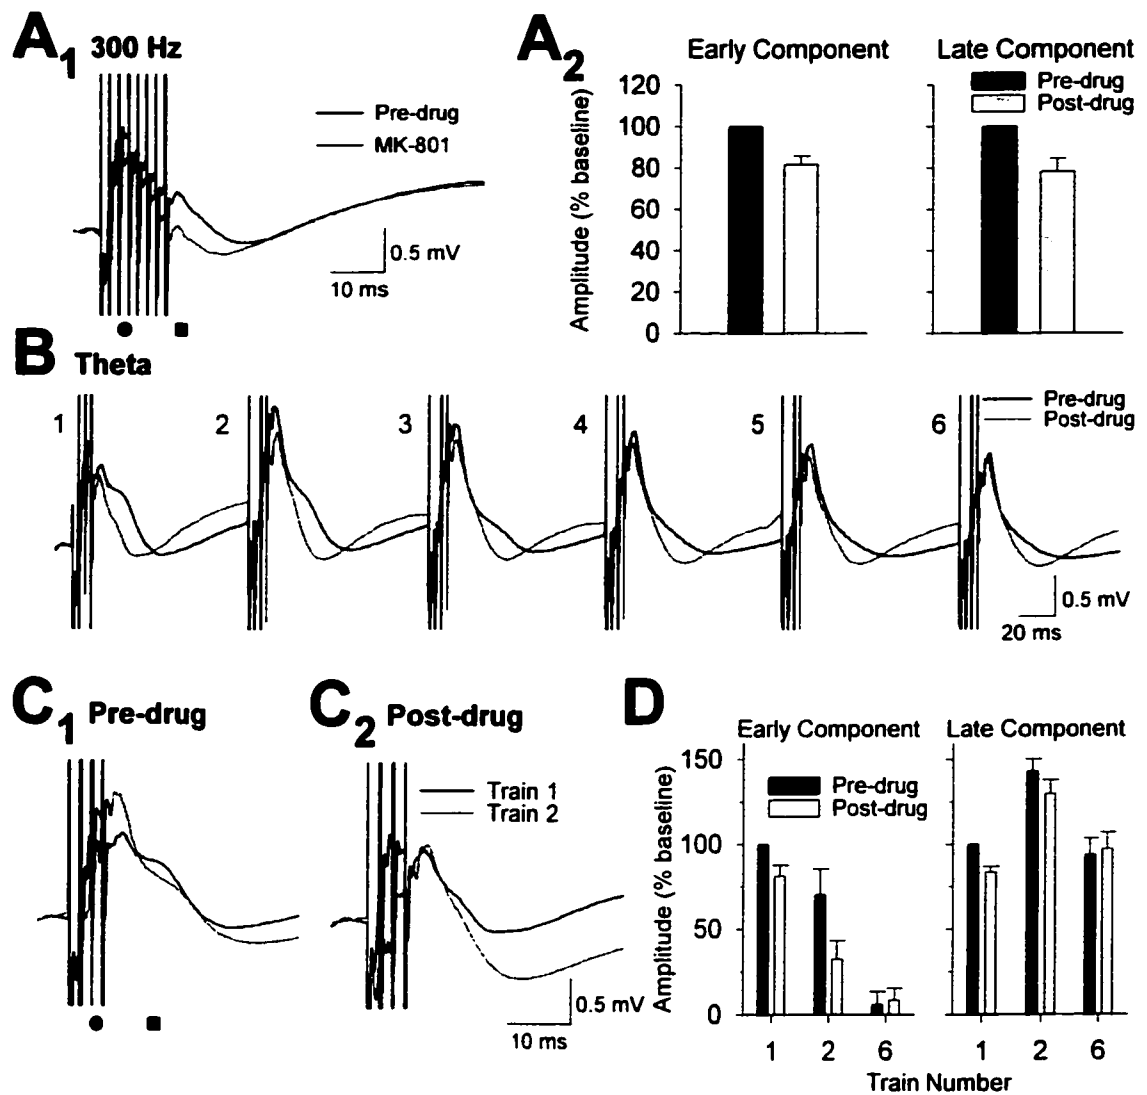 A1 300 Hz
Pre-drug
MK-801
0.5 mV
10 ms
A2
Early Component
Late Component
Pre-drug
Post-drug
Amplitude (% baseline)
120
100
80
60
40
20
0
B Theta
1 2 3 4 5 6
Pre-drug
Post-drug
0.5 mV
20 ms
C1 Pre-drug
C2 Post-drug
Train 1
Train 2
0.5 mV
10 ms
D
Early Component
Late Component
Pre-drug
Post-drug
Amplitude (% baseline)
150
100
50
0
1 2 6 1 2 6
Train Number